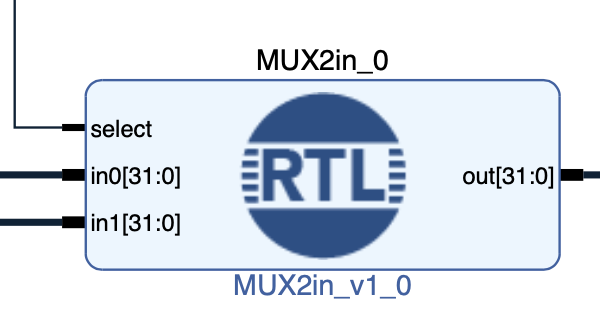 MUX2in_0
select
in0[31:0]
in1[31:0]
RTL
out[31:0]
MUX2in_v1_0